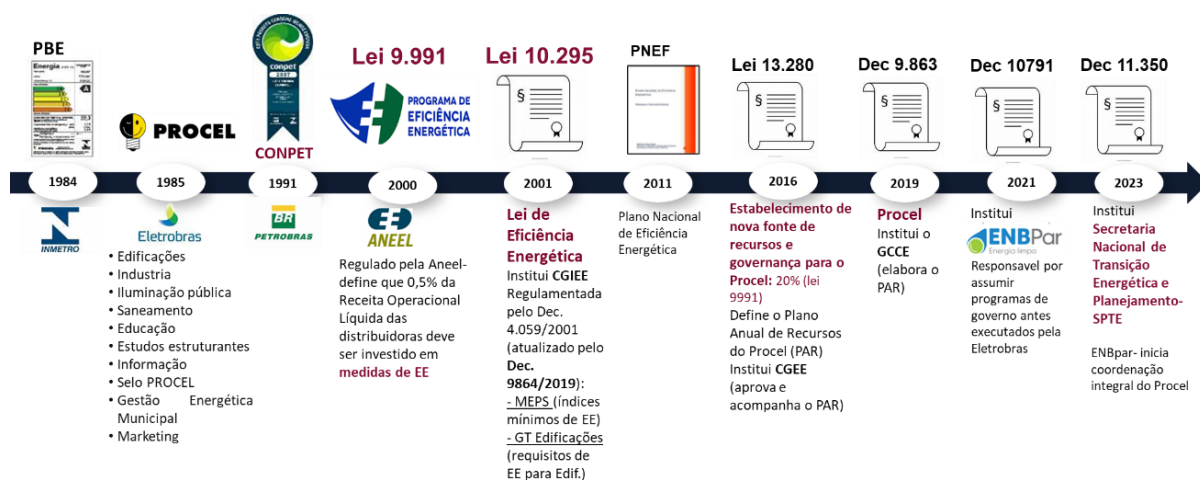 PBE
Energia
A
PROCEL
conpet
2007
CONPET
Lei 9.991
PROGRAMA DE
EFICIÊNCIA
ENERGÉTICA
Lei 10.295
§
PNEF
Lei 13.280
§
Dec 9.863
§
Dec 10791
§
Dec 11.350
§
1984
1985
1991
2000
2001
2011
2016
2019
2021
2023
INMETRO
Eletrobras
• Edificações
• Industria
• Iluminação pública
• Saneamento
• Educação
• Estudos estruturantes
• Informação
• Selo PROCEL
• Gestão Energética
Municipal
• Marketing
BR
PETROBRAS
ANEEL
Regulado pela Aneel-
define que 0,5% da
Receita Operacional
Líquida das
distribuidoras deve
ser investido em
medidas de EE
Lei de
Eficiência
Energética
Institui CGIEE
Regulamentada
pelo Dec.
4.059/2001
(atualizado pelo
Dec.
9864/2019):
- MEPS (índices
mínimos de EE)
- GT Edificações
(requisitos de
EE para Edif.)
Plano Nacional
de Eficiência
Energética
Estabelecimento de
nova fonte de
recursos e
governança para o
Procel: 20% (lei
9991)
Define o Plano
Anual de Recursos
do Procel (PAR)
Institui CGEE
(aprova e
acompanha o PAR)
Procel
Institui o
GCCE
(elabora o
PAR)
Institui
ENBPar
Energia limpa
Responsavel por
assumir
programas de
governo antes
executados pela
Eletrobras
Institui
Secretaria
Nacional de
Transição
Energética e
Planejamento-
SPTE
ENBpar- inicia
coordenação
integral do Procel